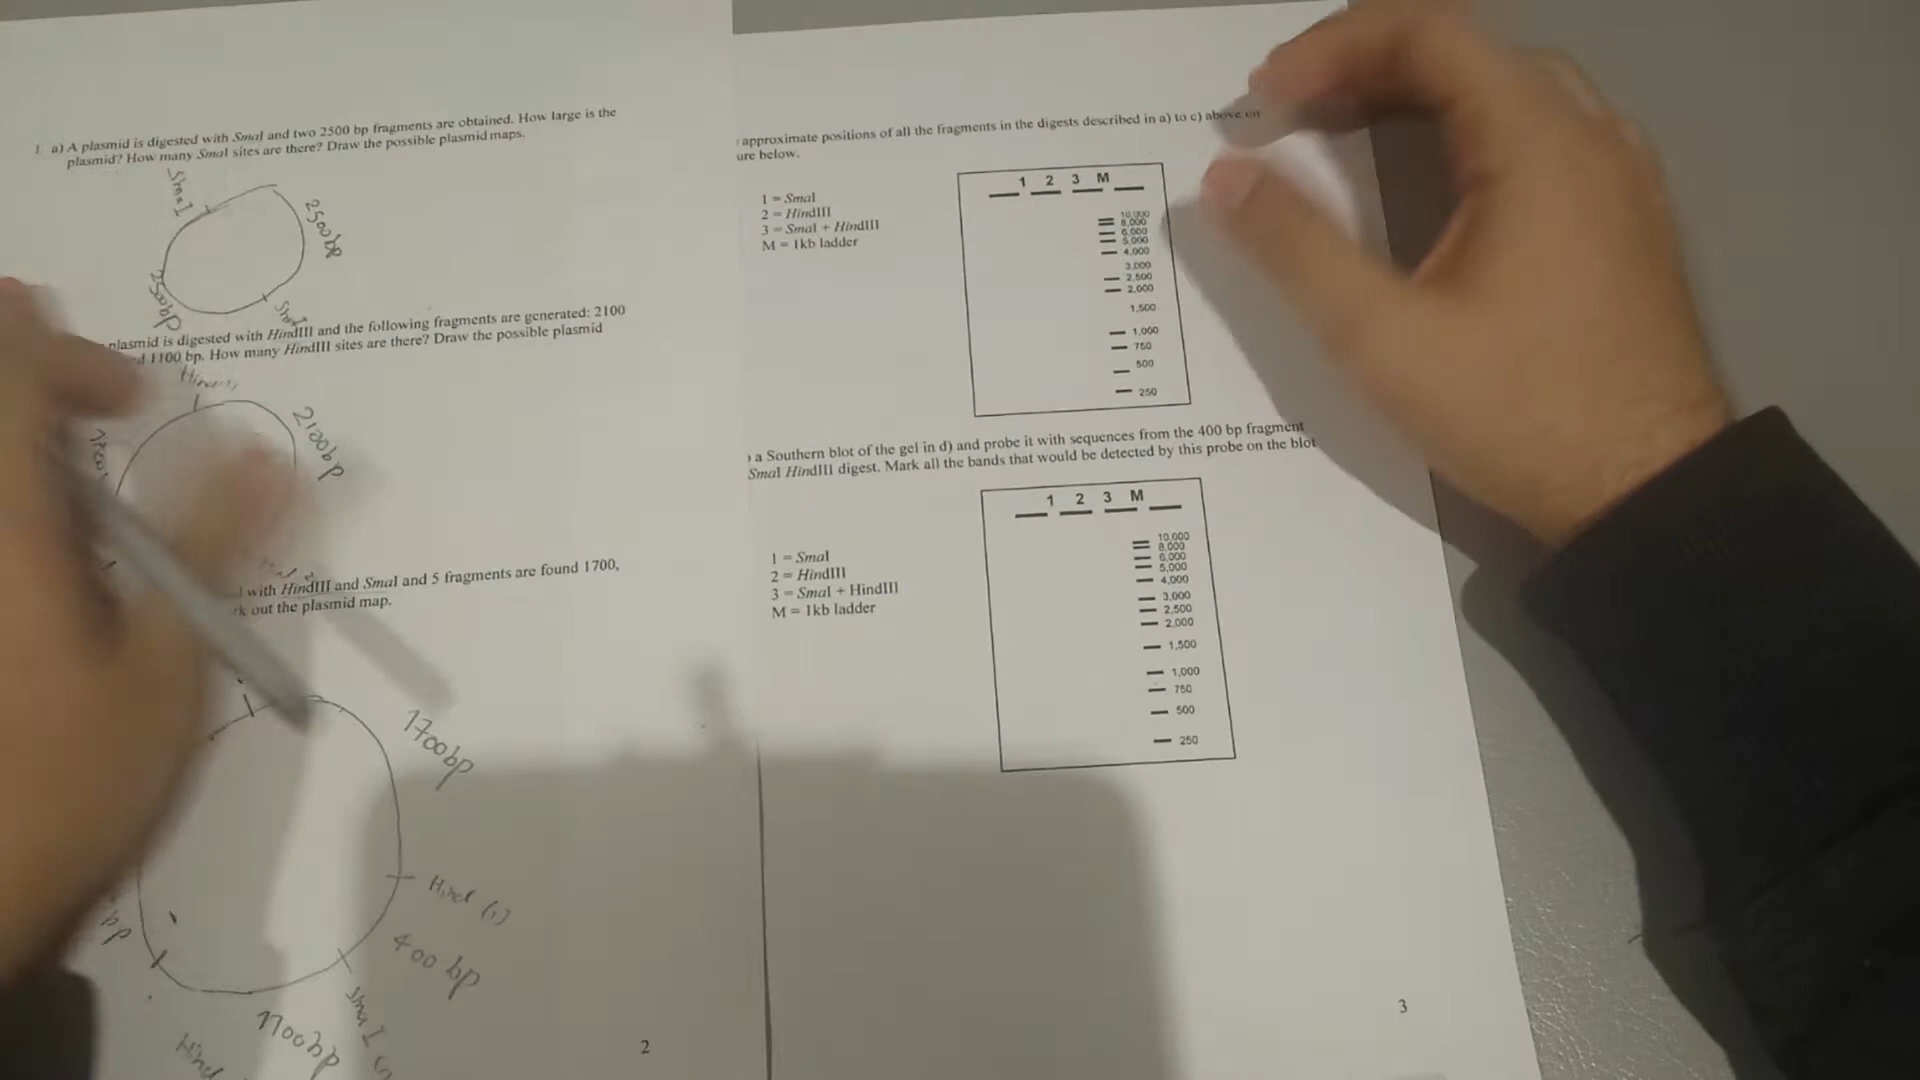 1. a) A plasmid is digested with SmaI and two 2500 bp fragments are obtained. How large is the
plasmid? How many SmaI sites are there? Draw the possible plasmid maps.
SmaI
2500bp
2500bp
SmaI
plasmid is digested with HindIII and the following fragments are generated: 2100
1100 bp. How many HindIII sites are there? Draw the possible plasmid
2100bp
with HindIII and SmaI and 5 fragments are found 1700,
out the plasmid map.
1700bp
Hind (1)
400 bp
SmaI
Hind
2
approximate positions of all the fragments in the digests described in a) to c) above on
ure below.
1 = SmaI
2 = HindIII
3 = SmaI + HindIII
M = 1kb ladder
1 2 3 M
10,000
8,000
6,000
5,000
4,000
3,000
2,500
2,000
1,500
1,000
750
500
250
a Southern blot of the gel in d) and probe it with sequences from the 400 bp fragment
SmaI HindIII digest. Mark all the bands that would be detected by this probe on the blot
1 = SmaI
2 = HindIII
3 = SmaI + HindIII
M = 1kb ladder
1 2 3 M
10,000
8,000
6,000
5,000
4,000
3,000
2,500
2,000
1,500
1,000
750
500
250
3